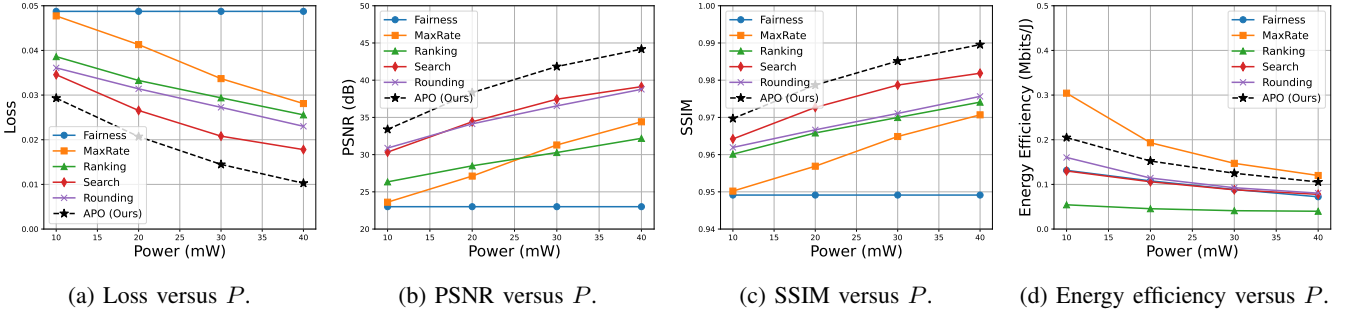 0.05
0.04
0.03
0.02
0.01
0.00
Loss
10 15 20 25 30 35 40
Power (mW)
Fairness
MaxRate
Ranking
Search
Rounding
APO (Ours)
(a) Loss versus P.
50
45
40
35
30
25
20
PSNR (dB)
10 15 20 25 30 35 40
Power (mW)
Fairness
MaxRate
Ranking
Search
Rounding
APO (Ours)
(b) PSNR versus P.
0.99
0.98
0.98
0.97
0.96
0.95
0.94
SSIM
10 15 20 25 30 35 40
Power (mW)
Fairness
MaxRate
Ranking
Search
Rounding
APO (Ours)
(c) SSIM versus P.
0.5
0.4
0.3
0.2
0.1
0.0
Energy Efficiency (Mbits/J)
10 15 20 25 30 35 40
Power (mW)
Fairness
MaxRate
Ranking
Search
Rounding
APO (Ours)
(d) Energy efficiency versus P.